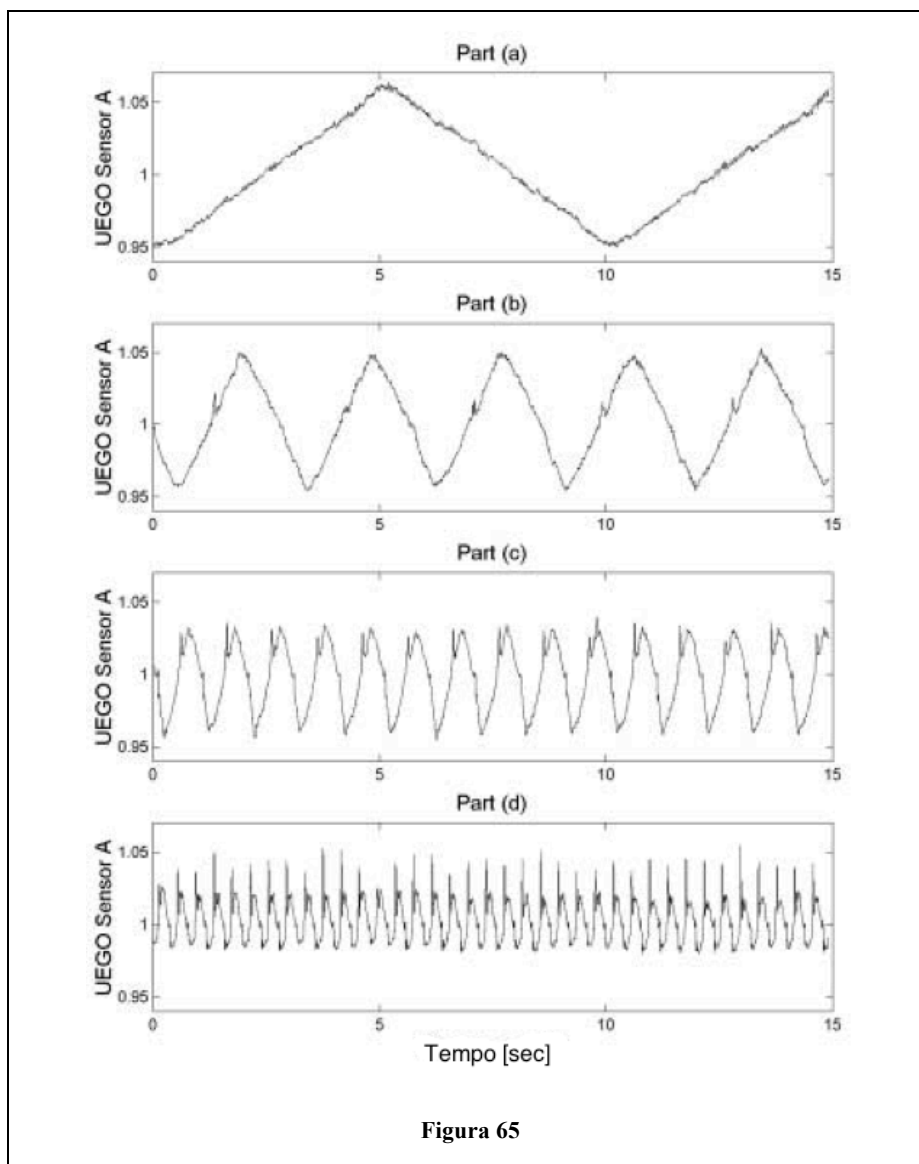 Part (a)
UEGO Sensor A
1.05
1
0.95
0
5
10
15
Part (b)
UEGO Sensor A
1.05
1
0.95
0
5
10
15
Part (c)
UEGO Sensor A
1.05
1
0.95
0
5
10
15
Part (d)
UEGO Sensor A
1.05
1
0.95
0
5
10
15
Tempo [sec]
Figura 65